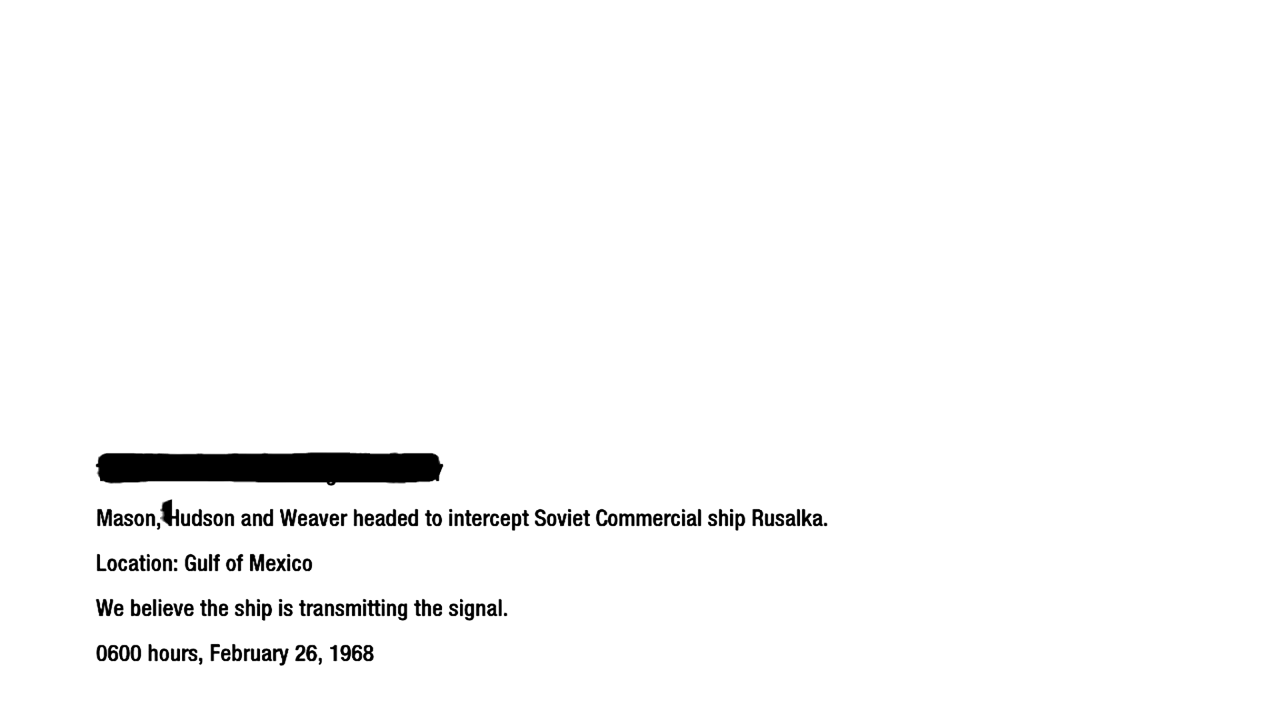 Mason, Hudson and Weaver headed to intercept Soviet Commercial ship Rusalka.
Location: Gulf of Mexico
We believe the ship is transmitting the signal.
0600 hours, February 26, 1968